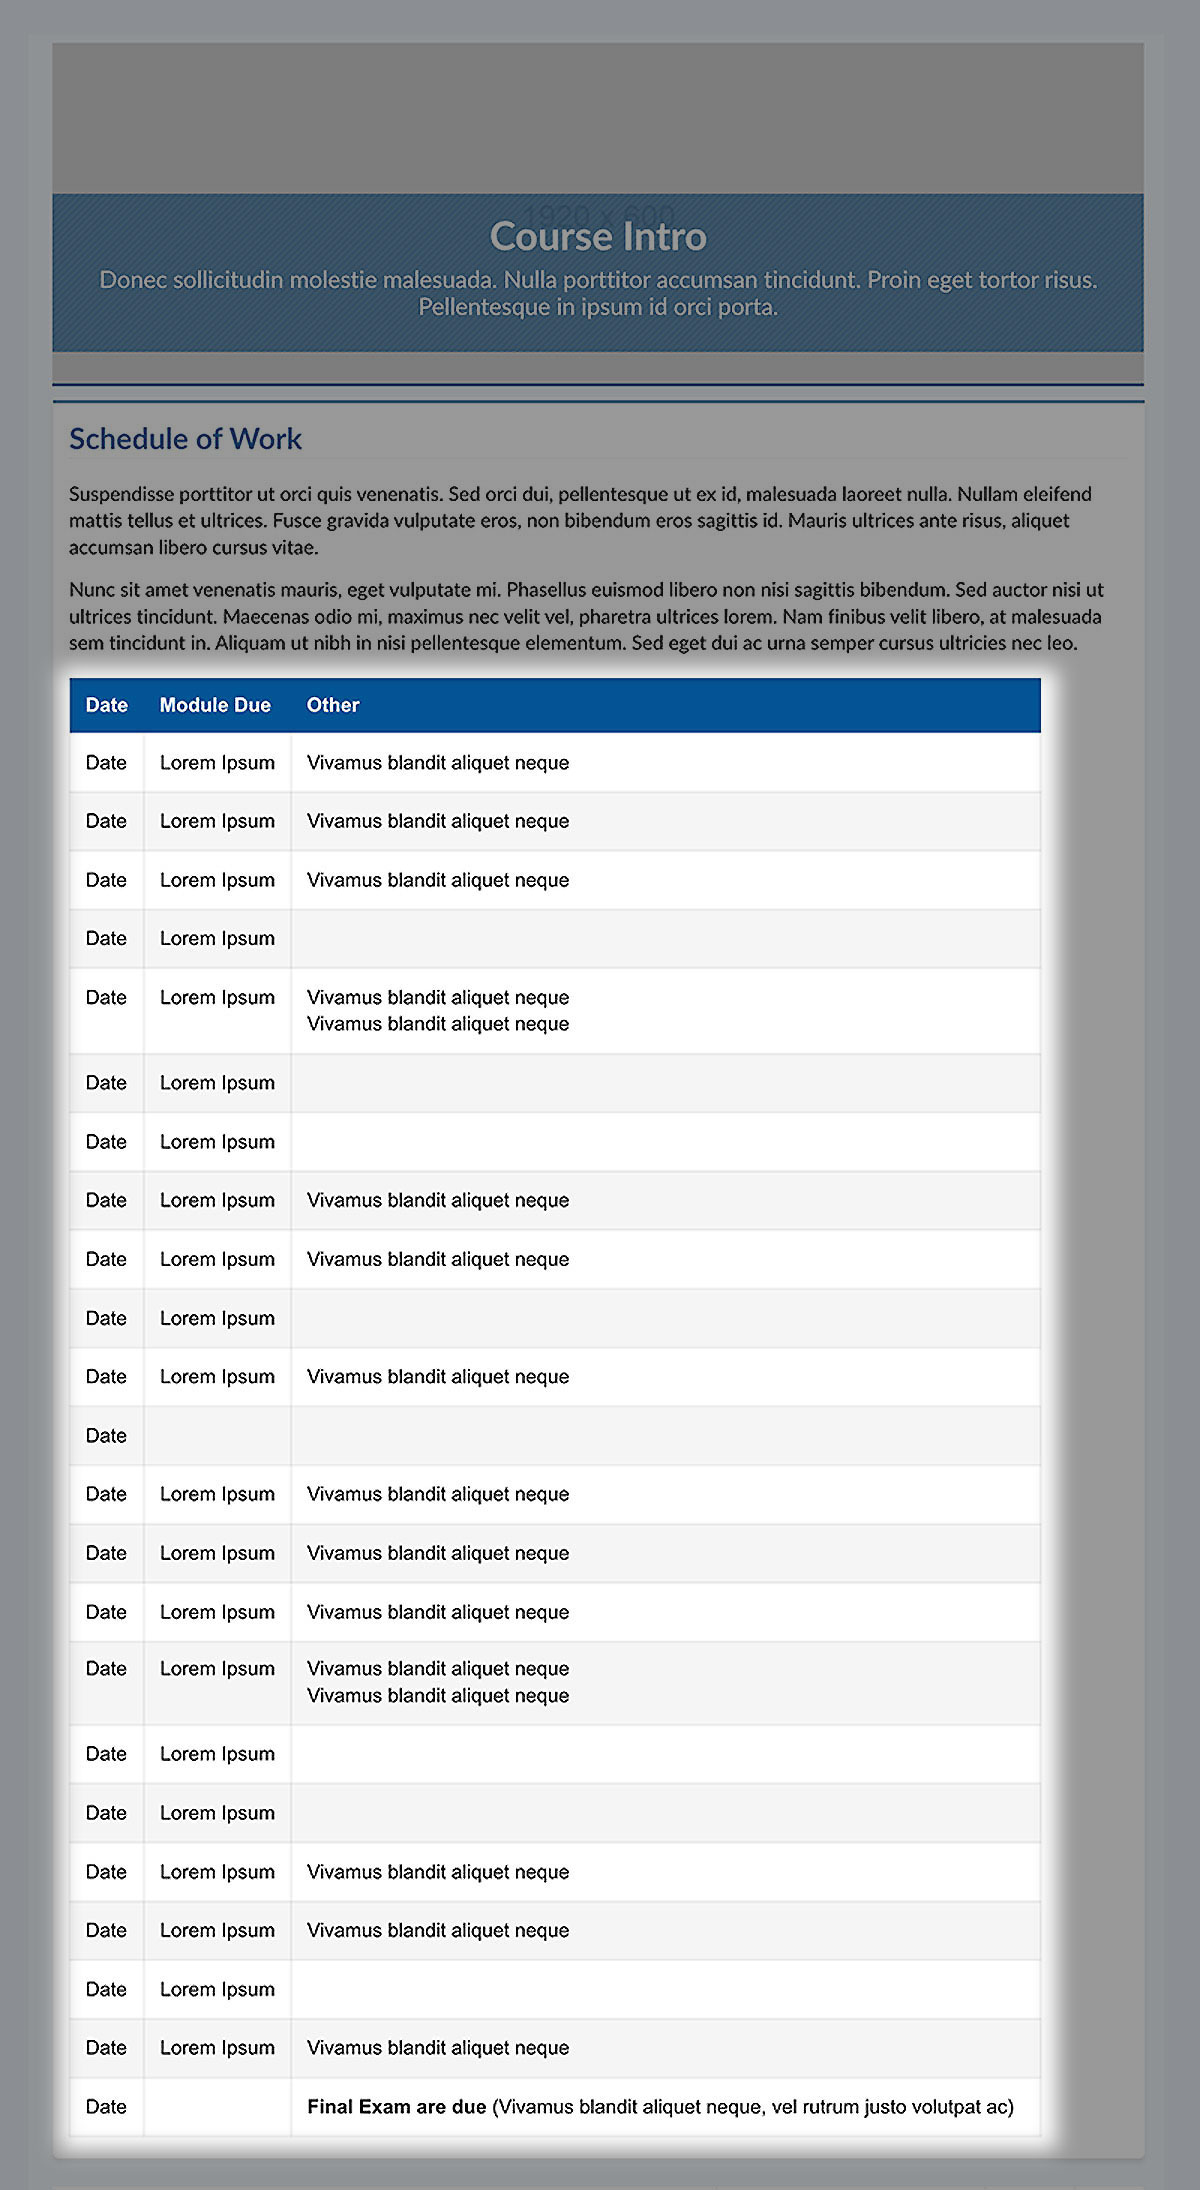 1920 x 600
Course Intro
Donec sollicitudin molestie malesuada. Nulla porttitor accumsan tincidunt. Proin eget tortor risus.
Pellentesque in ipsum id orci porta.
Schedule of Work
Suspendisse porttitor ut orci quis venenatis. Sed orci dui, pellentesque ut ex id, malesuada laoreet nulla. Nullam eleifend
mattis tellus et ultrices. Fusce gravida vulputate eros, non bibendum eros sagittis id. Mauris ultrices ante risus, aliquet
accumsan libero cursus vitae.
Nunc sit amet venenatis mauris, eget vulputate mi. Phasellus euismod libero non nisi sagittis bibendum. Sed auctor nisi ut
ultrices tincidunt. Maecenas odio mi, maximus nec velit vel, pharetra ultrices lorem. Nam finibus velit libero, at malesuada
sem tincidunt in. Aliquam ut nibh in nisi pellentesque elementum. Sed eget dui ac urna semper cursus ultricies nec leo.
Date Module Due Other
Date Lorem Ipsum Vivamus blandit aliquet neque
Date Lorem Ipsum Vivamus blandit aliquet neque
Date Lorem Ipsum Vivamus blandit aliquet neque
Date Lorem Ipsum
Date Lorem Ipsum Vivamus blandit aliquet neque
Vivamus blandit aliquet neque
Date Lorem Ipsum
Date Lorem Ipsum
Date Lorem Ipsum Vivamus blandit aliquet neque
Date Lorem Ipsum Vivamus blandit aliquet neque
Date Lorem Ipsum
Date Lorem Ipsum Vivamus blandit aliquet neque
Date
Date Lorem Ipsum Vivamus blandit aliquet neque
Date Lorem Ipsum Vivamus blandit aliquet neque
Date Lorem Ipsum Vivamus blandit aliquet neque
Date Lorem Ipsum Vivamus blandit aliquet neque
Vivamus blandit aliquet neque
Date Lorem Ipsum
Date Lorem Ipsum
Date Lorem Ipsum Vivamus blandit aliquet neque
Date Lorem Ipsum Vivamus blandit aliquet neque
Date Lorem Ipsum
Date Lorem Ipsum Vivamus blandit aliquet neque
Date Final Exam are due (Vivamus blandit aliquet neque, vel rutrum justo volutpat ac)